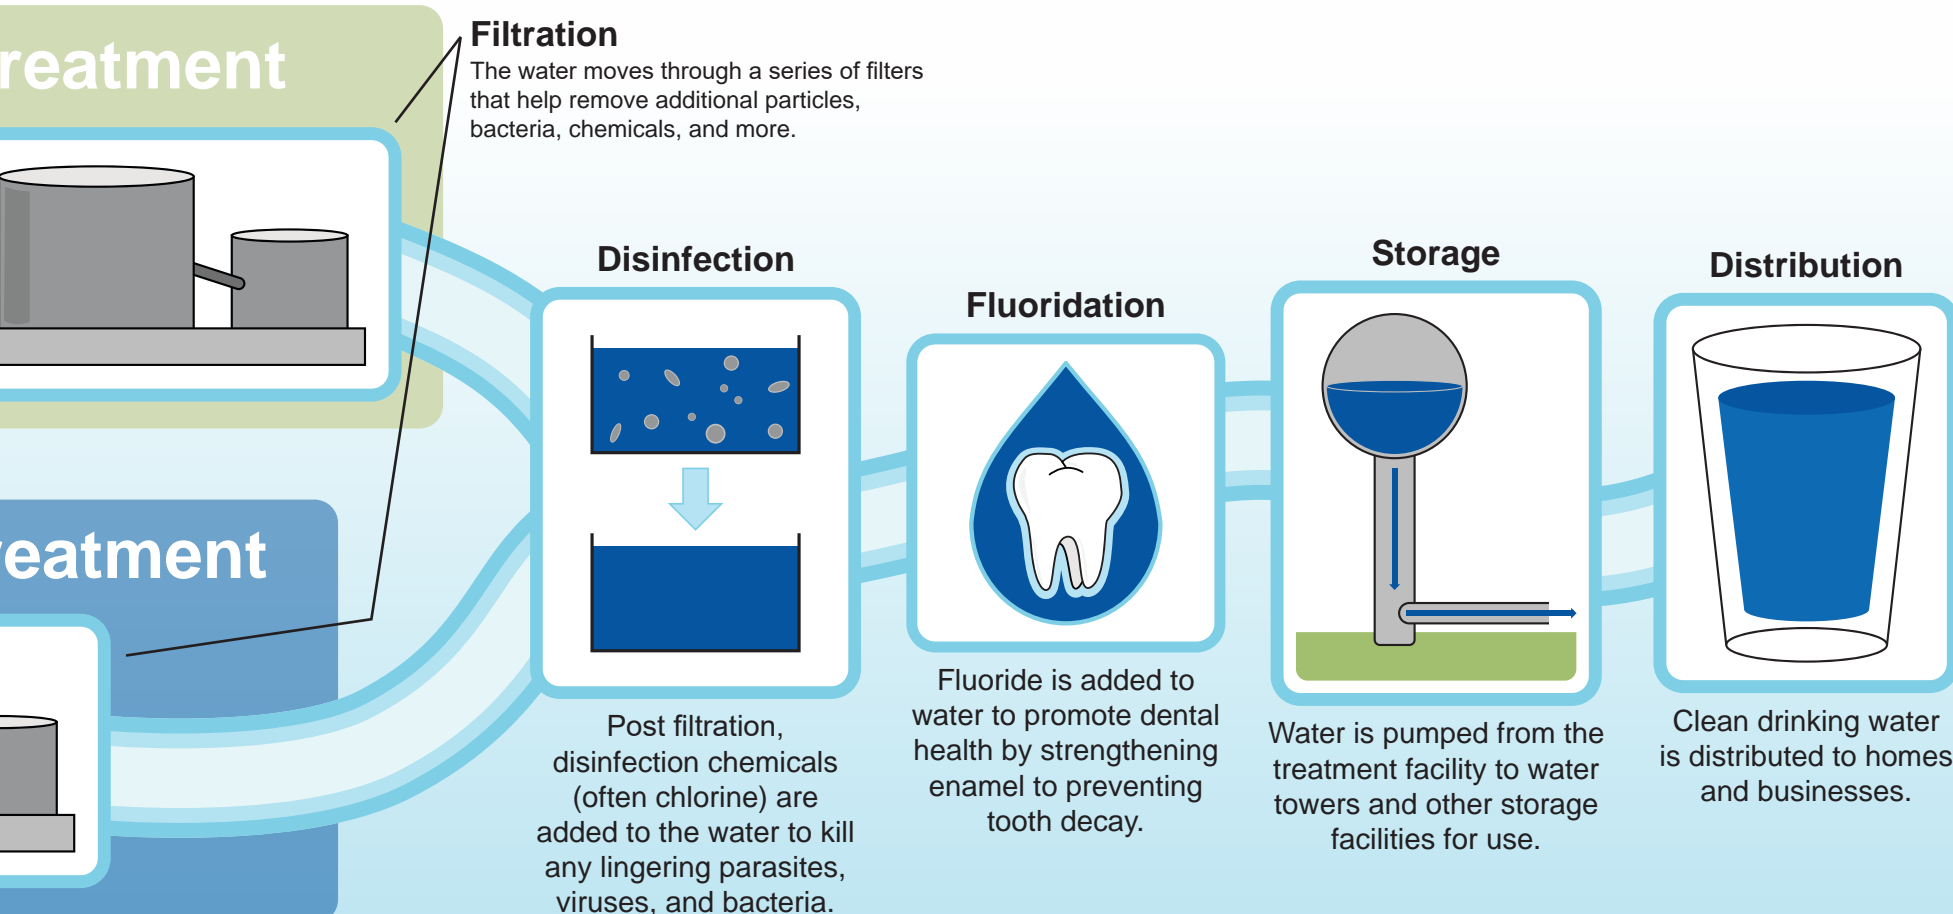 reatment
Filtration
The water moves through a series of filters
that help remove additional particles,
bacteria, chemicals, and more.
reatment
Disinfection
Post filtration,
disinfection chemicals
(often chlorine) are
added to the water to kill
any lingering parasites,
viruses, and bacteria.
Fluoridation
Fluoride is added to
water to promote dental
health by strengthening
enamel to preventing
tooth decay.
Storage
Water is pumped from the
treatment facility to water
towers and other storage
facilities for use.
Distribution
Clean drinking water
is distributed to homes
and businesses.